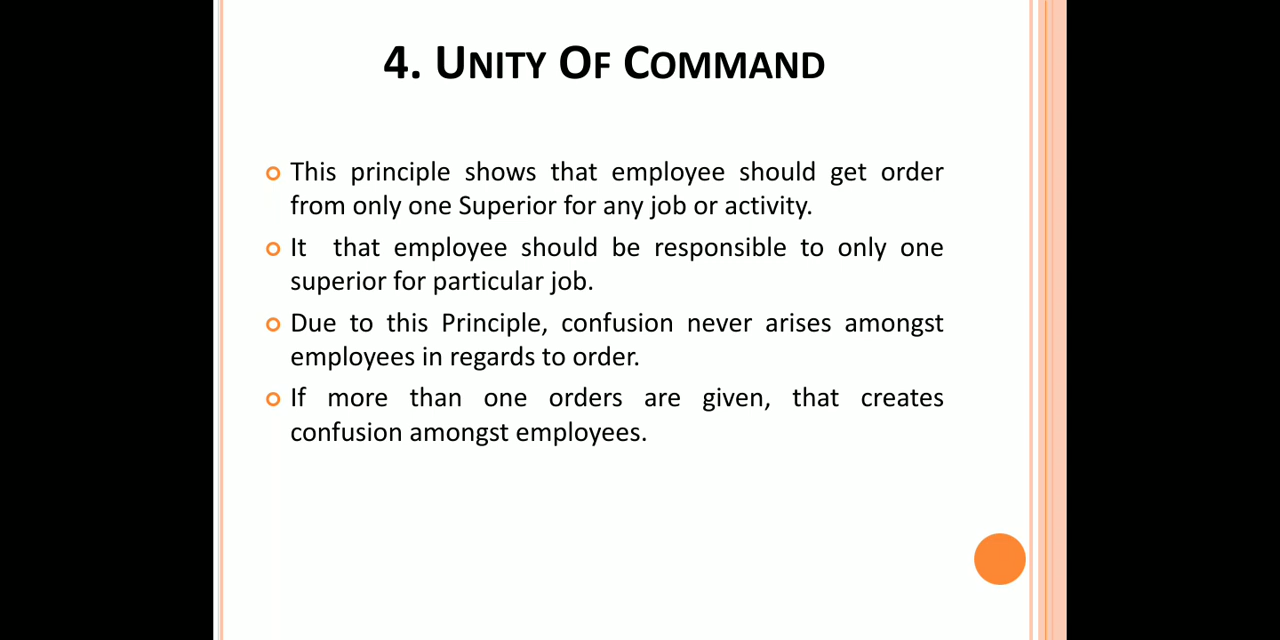 4. Unity Of Command
This principle shows that employee should get order
from only one Superior for any job or activity.
It that employee should be responsible to only one
superior for particular job.
Due to this Principle, confusion never arises amongst
employees in regards to order.
If more than one orders are given, that creates
confusion amongst employees.